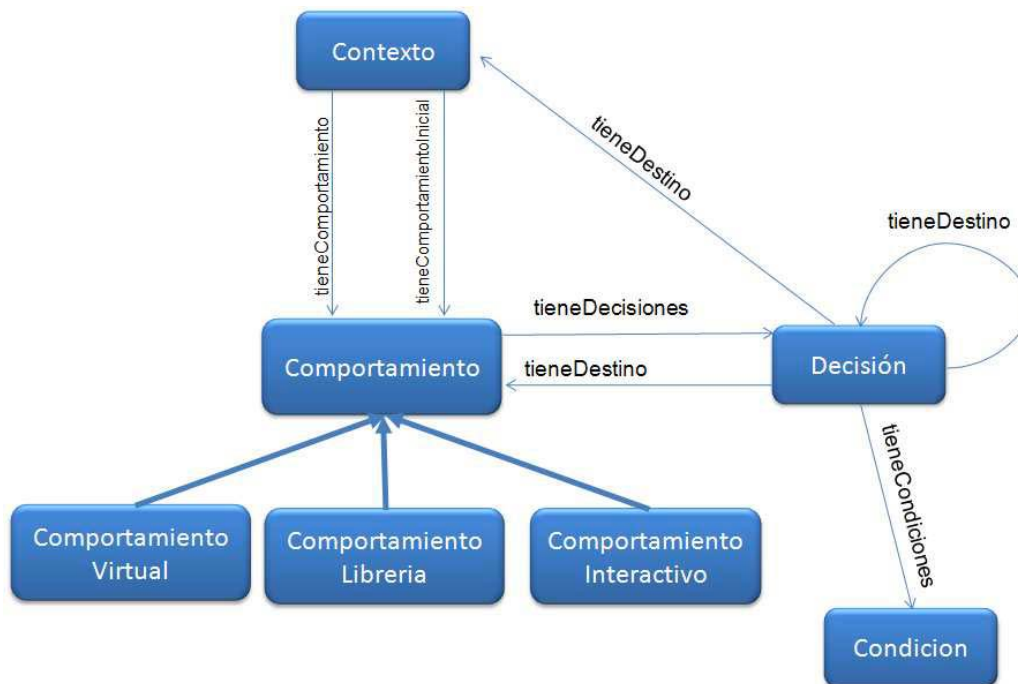 Contexto
tieneComportamiento
tieneComportamientoInicial
tieneDestino
tieneDestino
tieneDecisiones
Comportamiento
tieneDestino
Decisión
tieneCondiciones
Comportamiento
Virtual
Comportamiento
Libreria
Comportamiento
Interactivo
Condicion